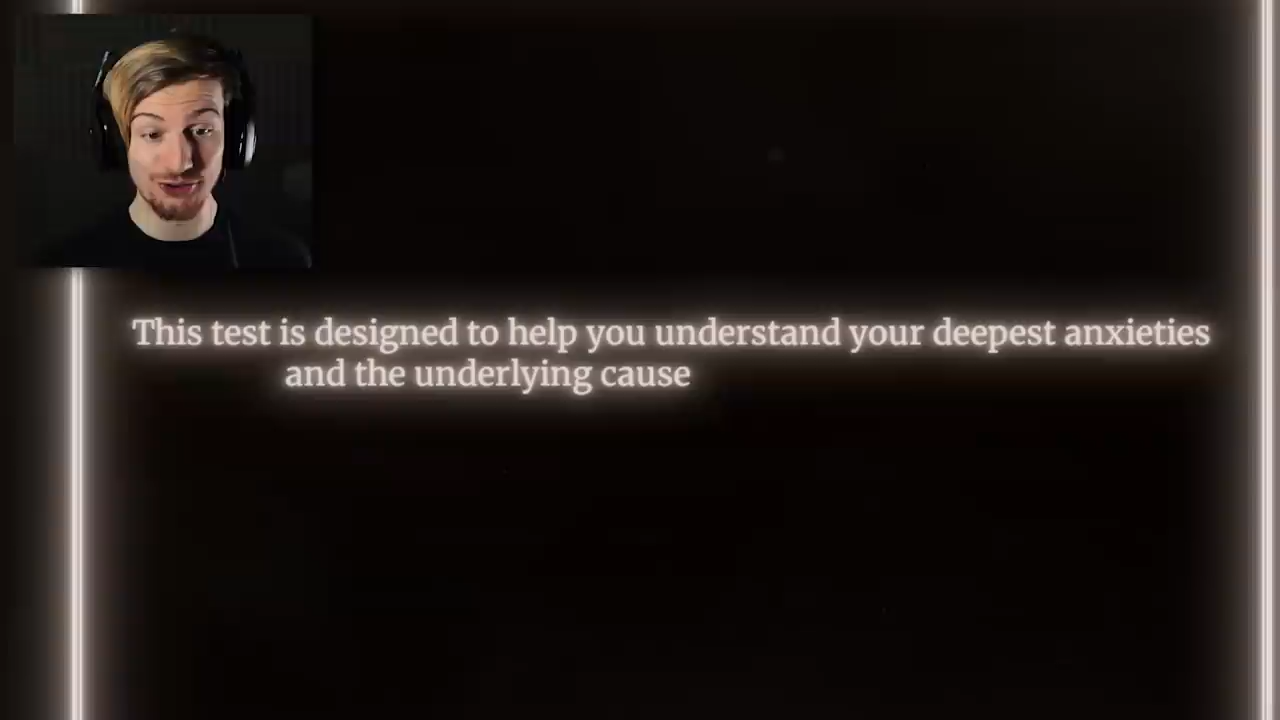 This test is designed to help you understand your deepest anxieties
and the underlying cause